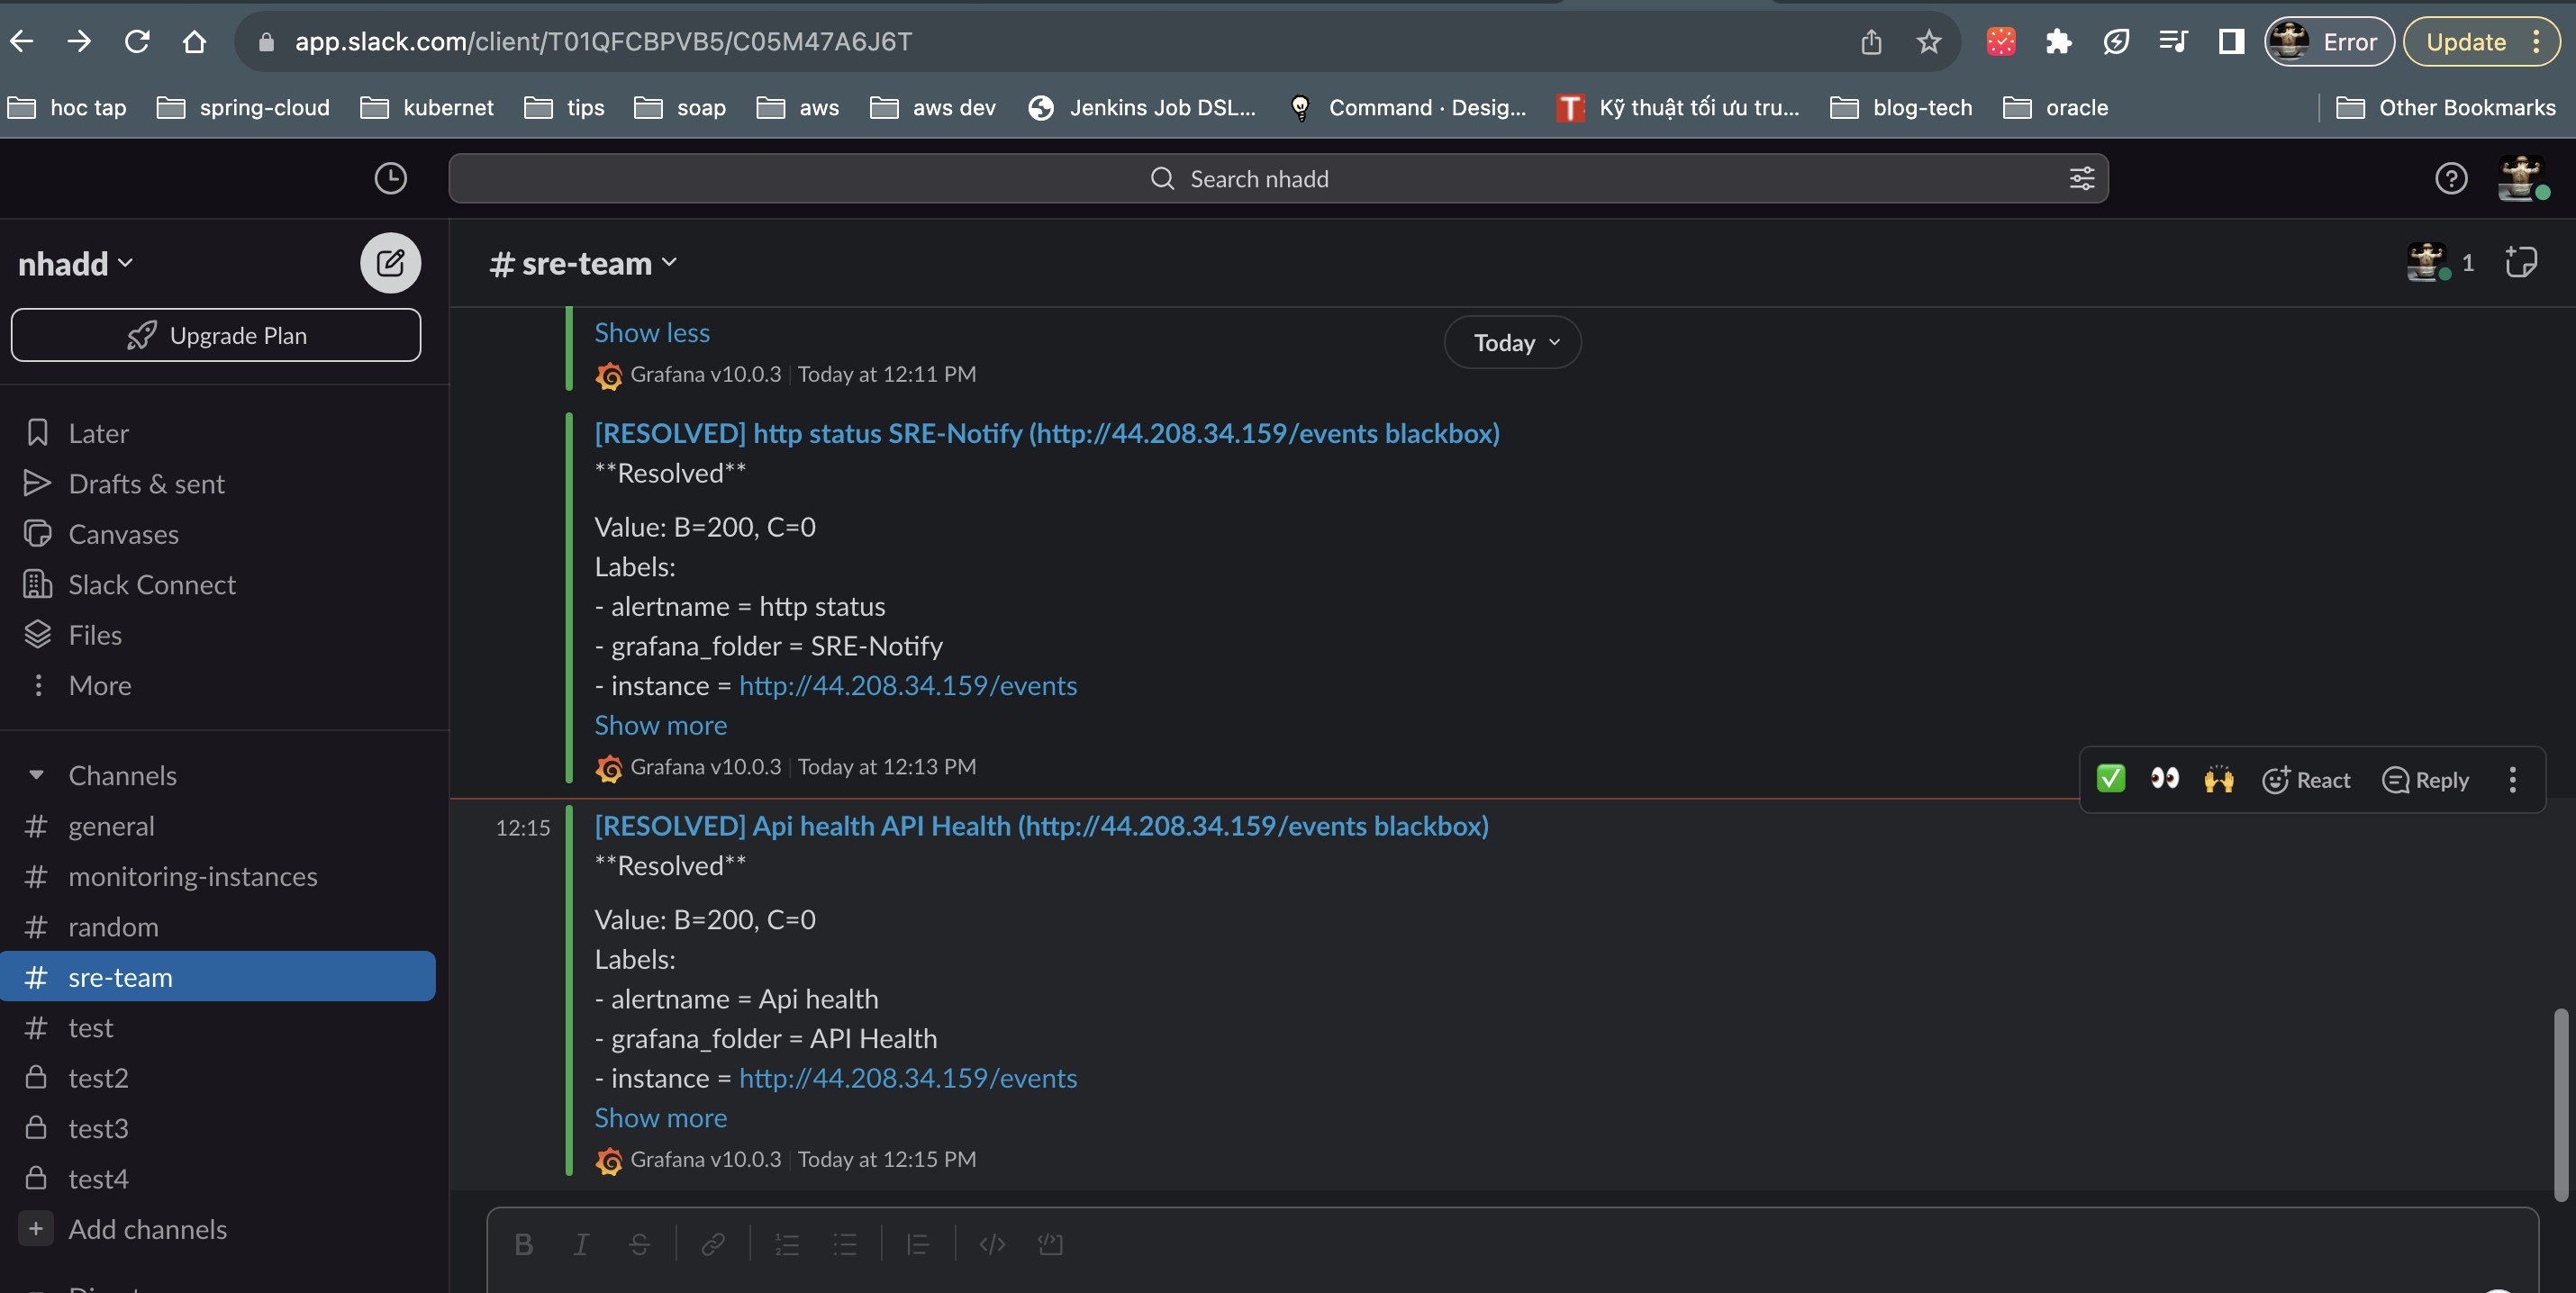 app.slack.com/client/T01QFCBPVB5/C05M47A6J6T
Error
Update
hoc tap
spring-cloud
kubernet
tips
soap
aws
aws dev
Jenkins Job DSL...
Command · Desig...
T
Kỹ thuật tối ưu tru...
blog-tech
oracle
Other Bookmarks
Search nhadd
nhadd
Upgrade Plan
Later
Drafts & sent
Canvases
Slack Connect
Files
More
Channels
# general
# monitoring-instances
# random
# sre-team
# test
test2
test3
test4
+ Add channels
# sre-team
1
Show less
Today
Grafana v10.0.3 | Today at 12:11 PM
[RESOLVED] http status SRE-Notify (http://44.208.34.159/events blackbox)
**Resolved**
Value: B=200, C=0
Labels:
- alertname = http status
- grafana_folder = SRE-Notify
- instance = http://44.208.34.159/events
Show more
Grafana v10.0.3 | Today at 12:13 PM
React
Reply
12:15
[RESOLVED] Api health API Health (http://44.208.34.159/events blackbox)
**Resolved**
Value: B=200, C=0
Labels:
- alertname = Api health
- grafana_folder = API Health
- instance = http://44.208.34.159/events
Show more
Grafana v10.0.3 | Today at 12:15 PM
B I S